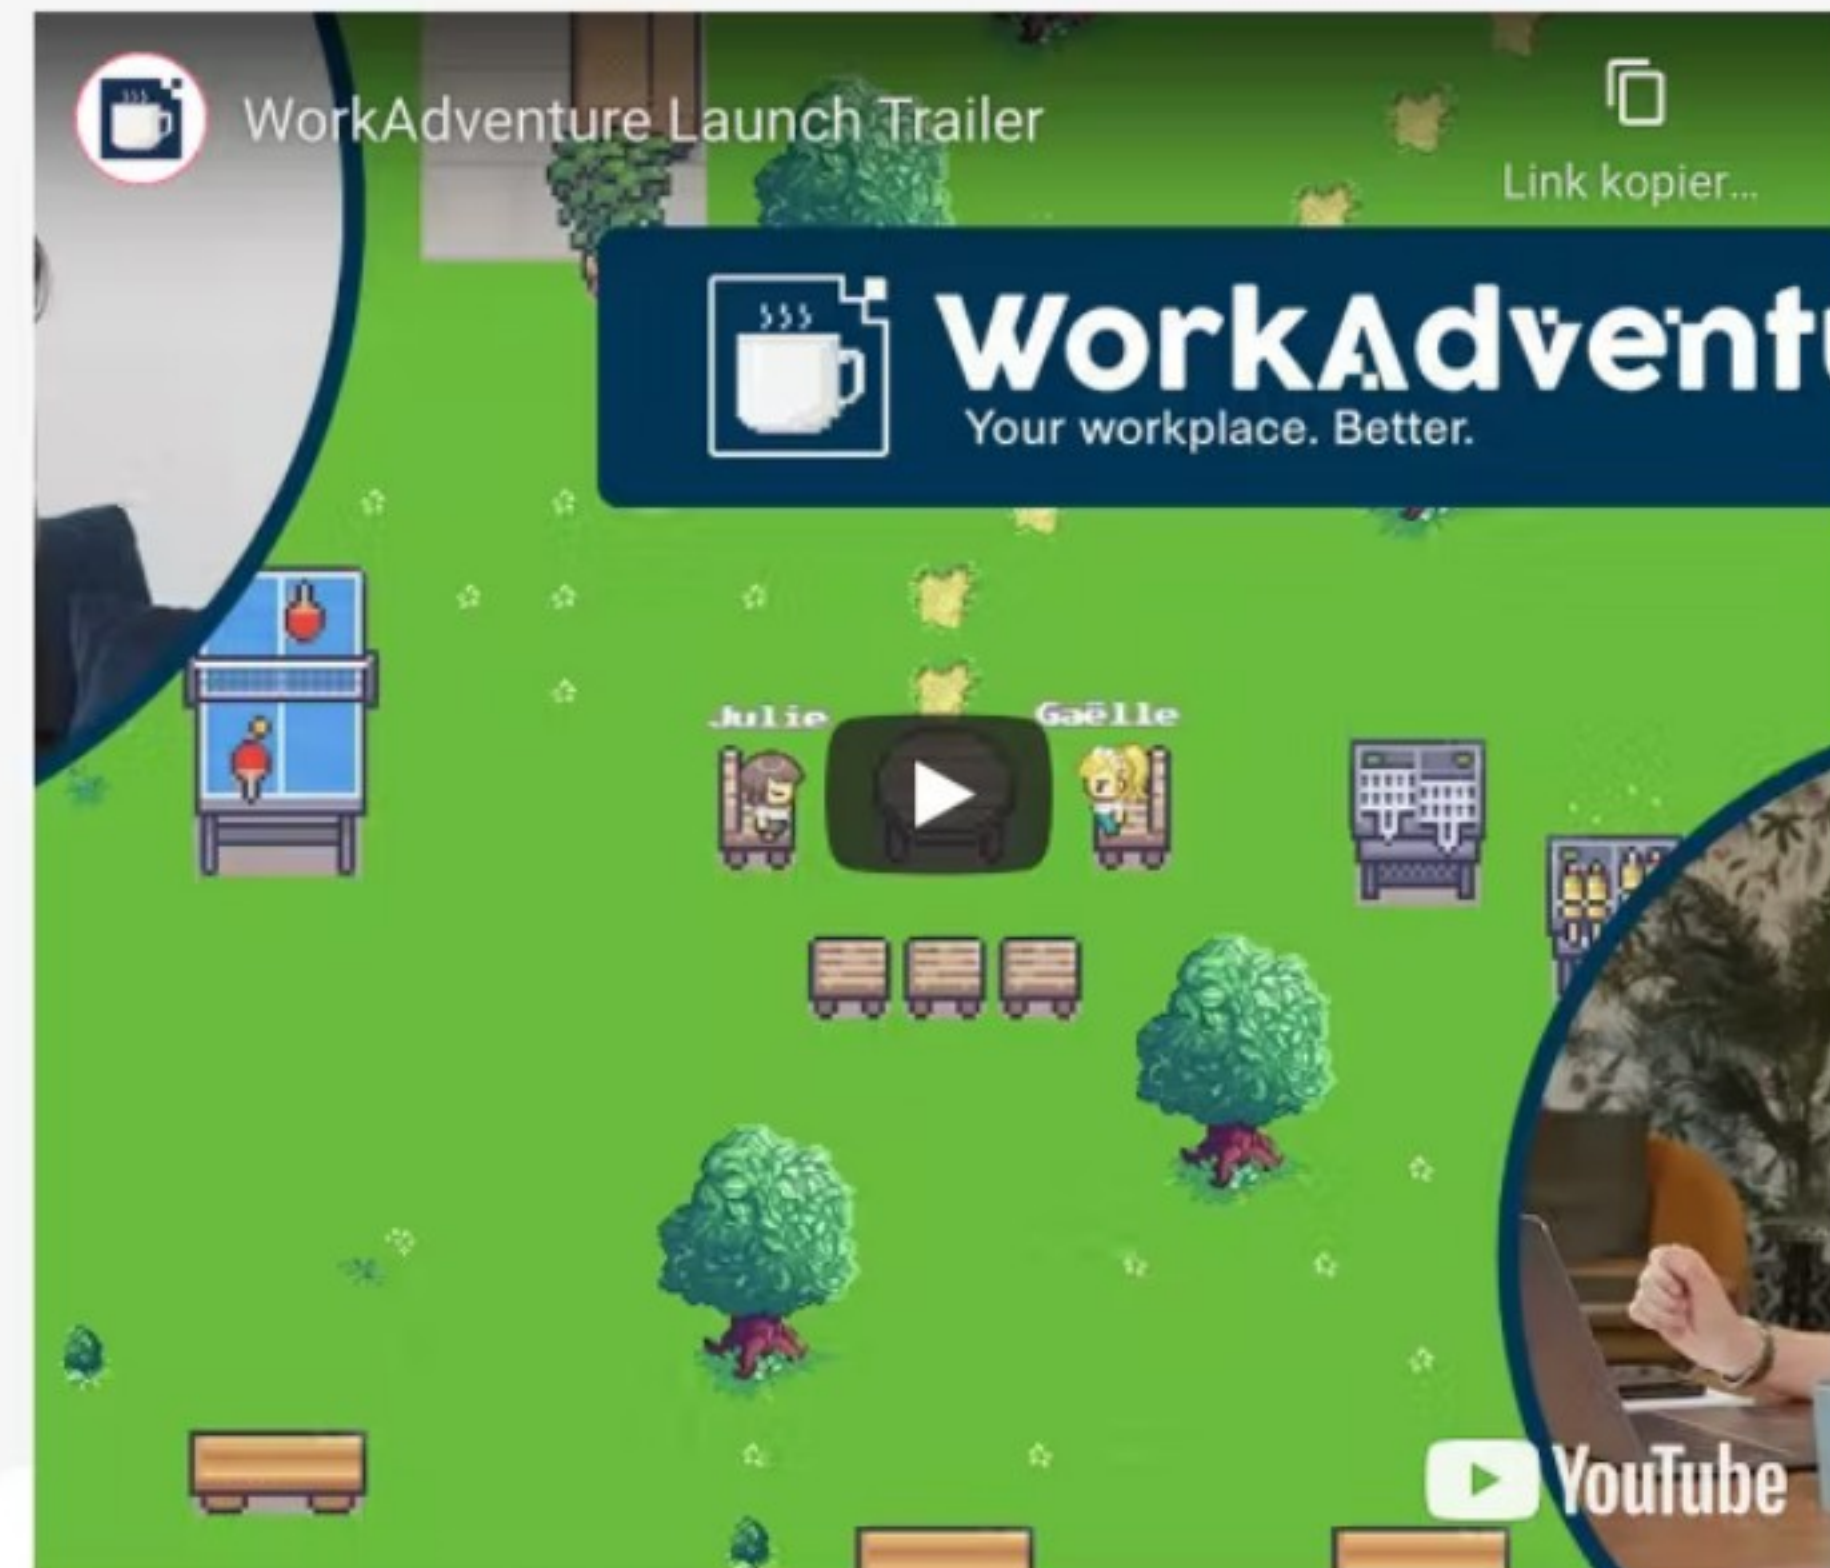 WorkAdventure Launch Trailer
Link kopier...
WorkAdventu
Your workplace. Better.
Julie
Gaëlle
YouTube